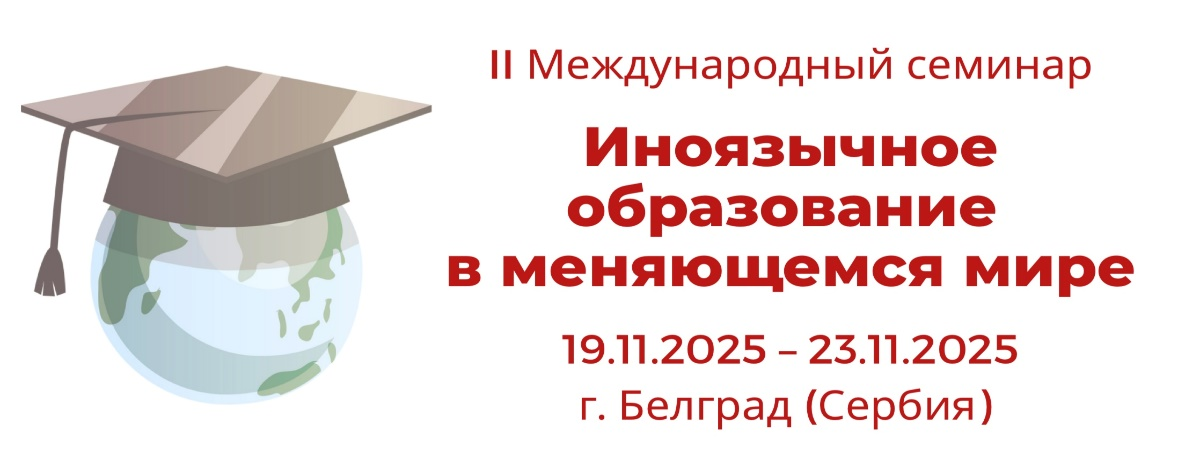 II Международный семинар
Иноязычное
образование
в меняющемся мире
19.11.2025 – 23.11.2025
г. Белград (Сербия)